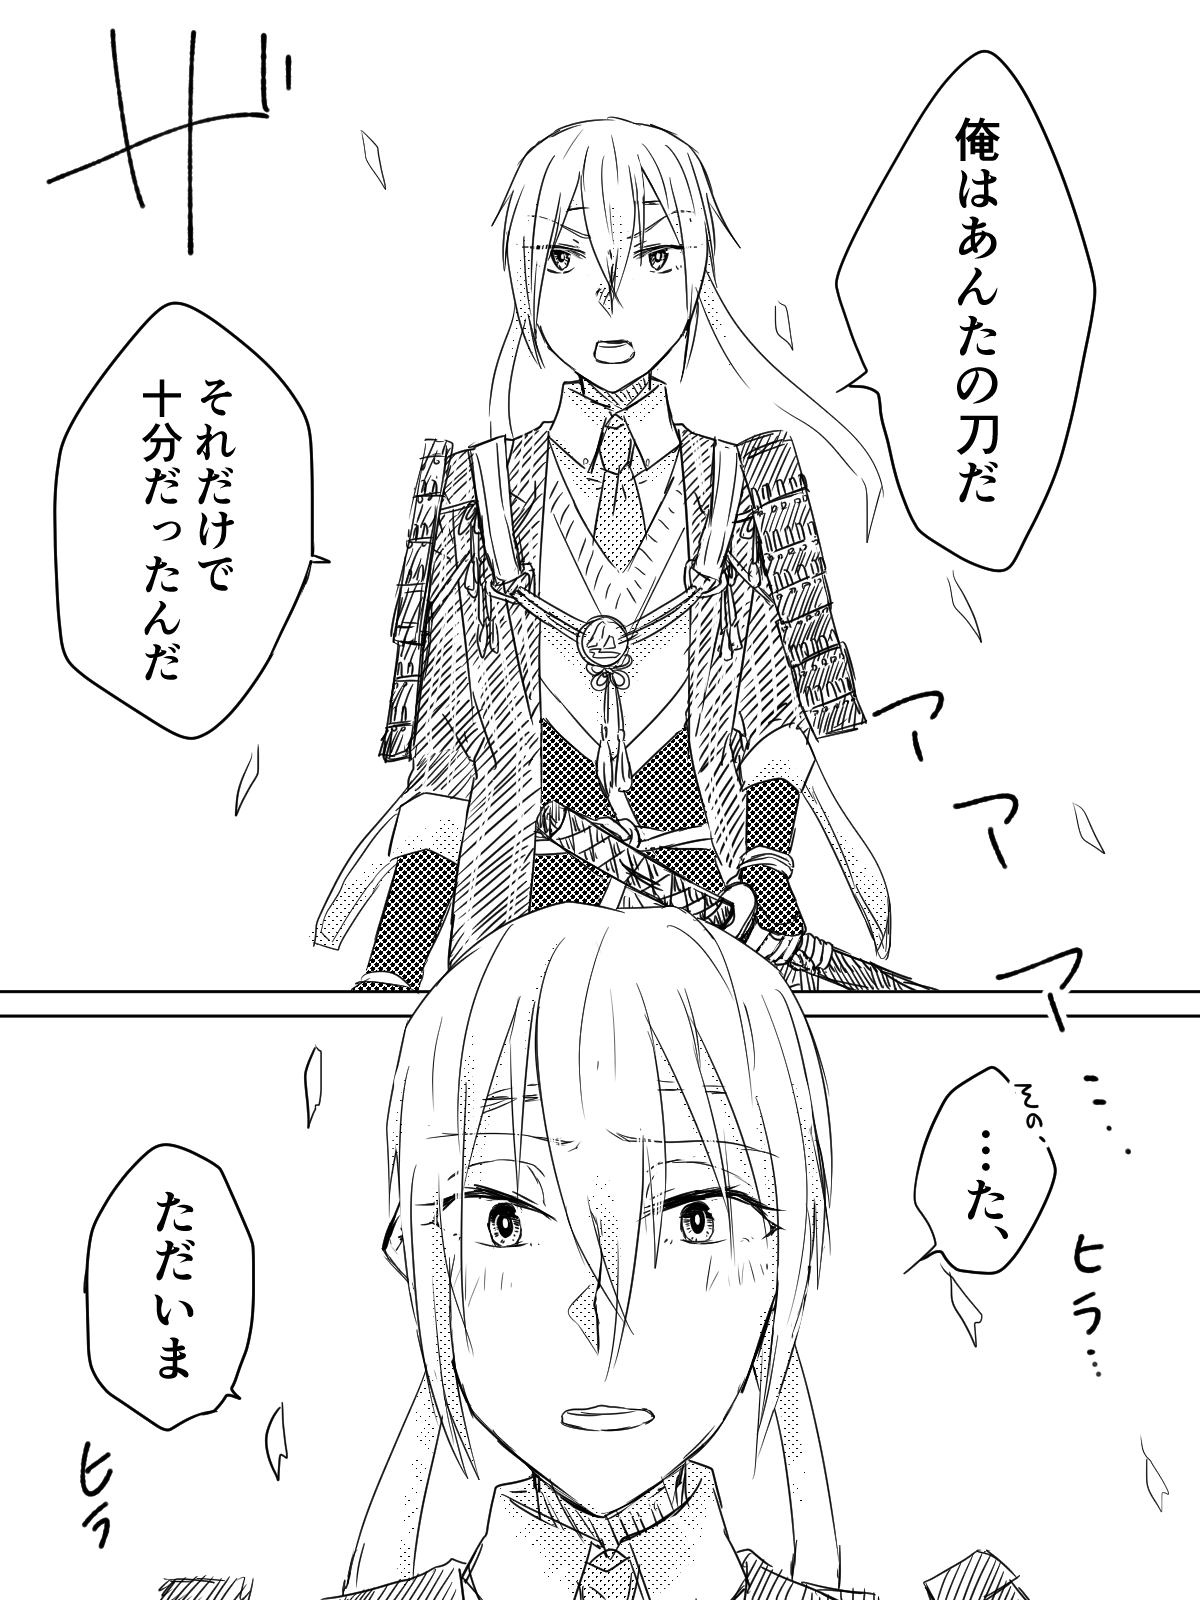 俺はあんたの刀だ
ザァァァ…
それだけで
十分だったんだ
その、
…た、
ヒラ…
ただいま
ヒラ